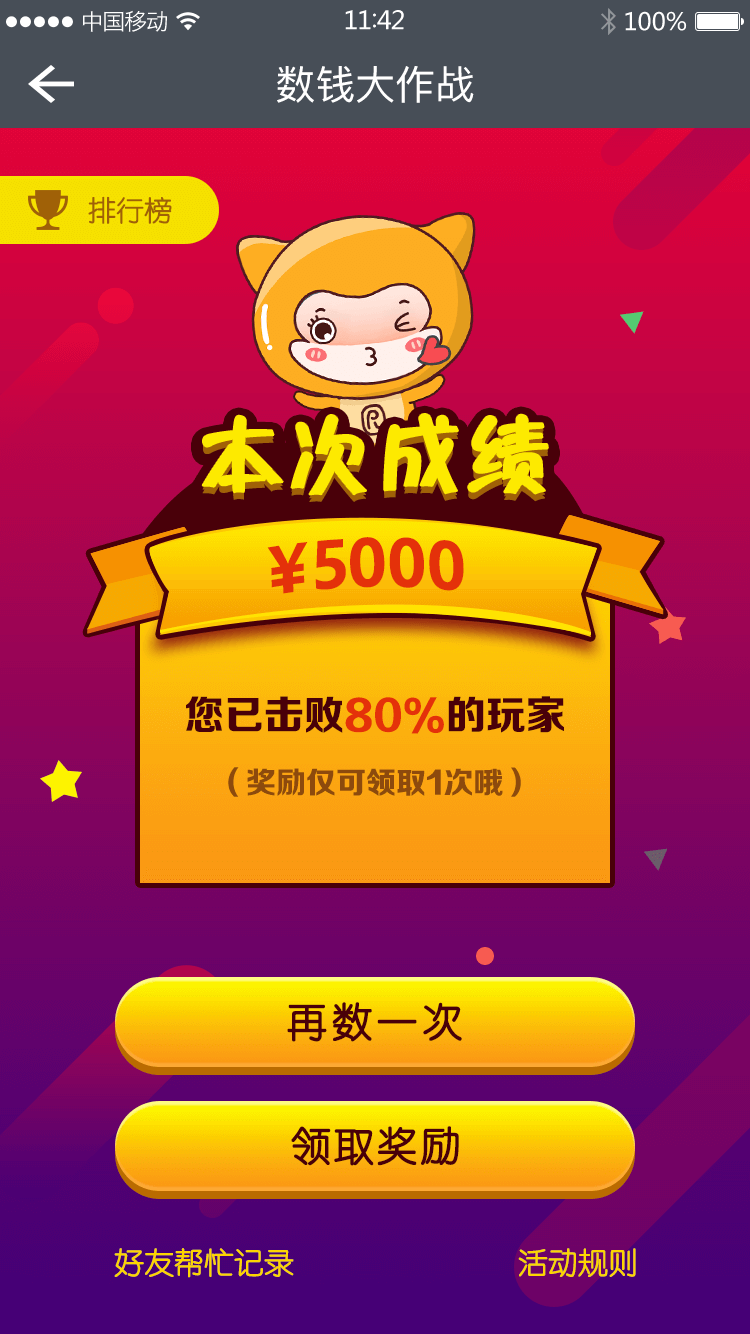 中国移动
11:42
100%
数钱大作战
排行榜
本次成绩
¥5000
您已击败80%的玩家
（奖励仅可领取1次哦）
再数一次
领取奖励
好友帮忙记录
活动规则